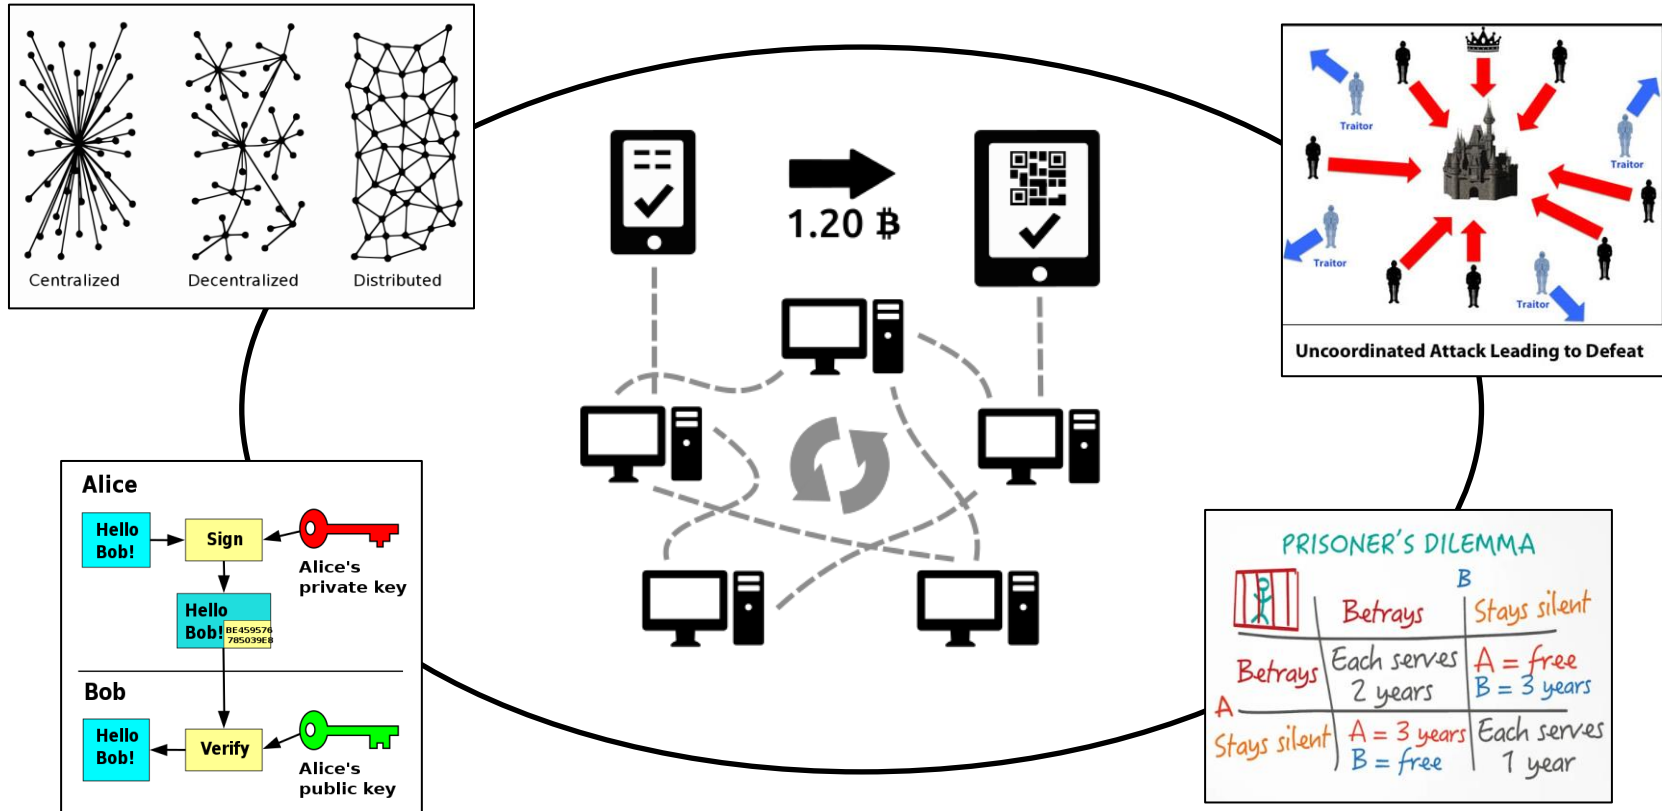 Centralized
Decentralized
Distributed
1.20 ₿
Traitor
Traitor
Traitor
Traitor
Uncoordinated Attack Leading to Defeat
Alice
Hello
Bob!
Sign
Alice's
private key
Hello
Bob!
BE459576
785039E8
Bob
Hello
Bob!
Verify
Alice's
public key
PRISONER'S DILEMMA
B
Betrays
Stays silent
A
Betrays
Each serves
2 years
A = free
B = 3 years
Stays silent
A = 3 years
B = free
Each serves
1 year